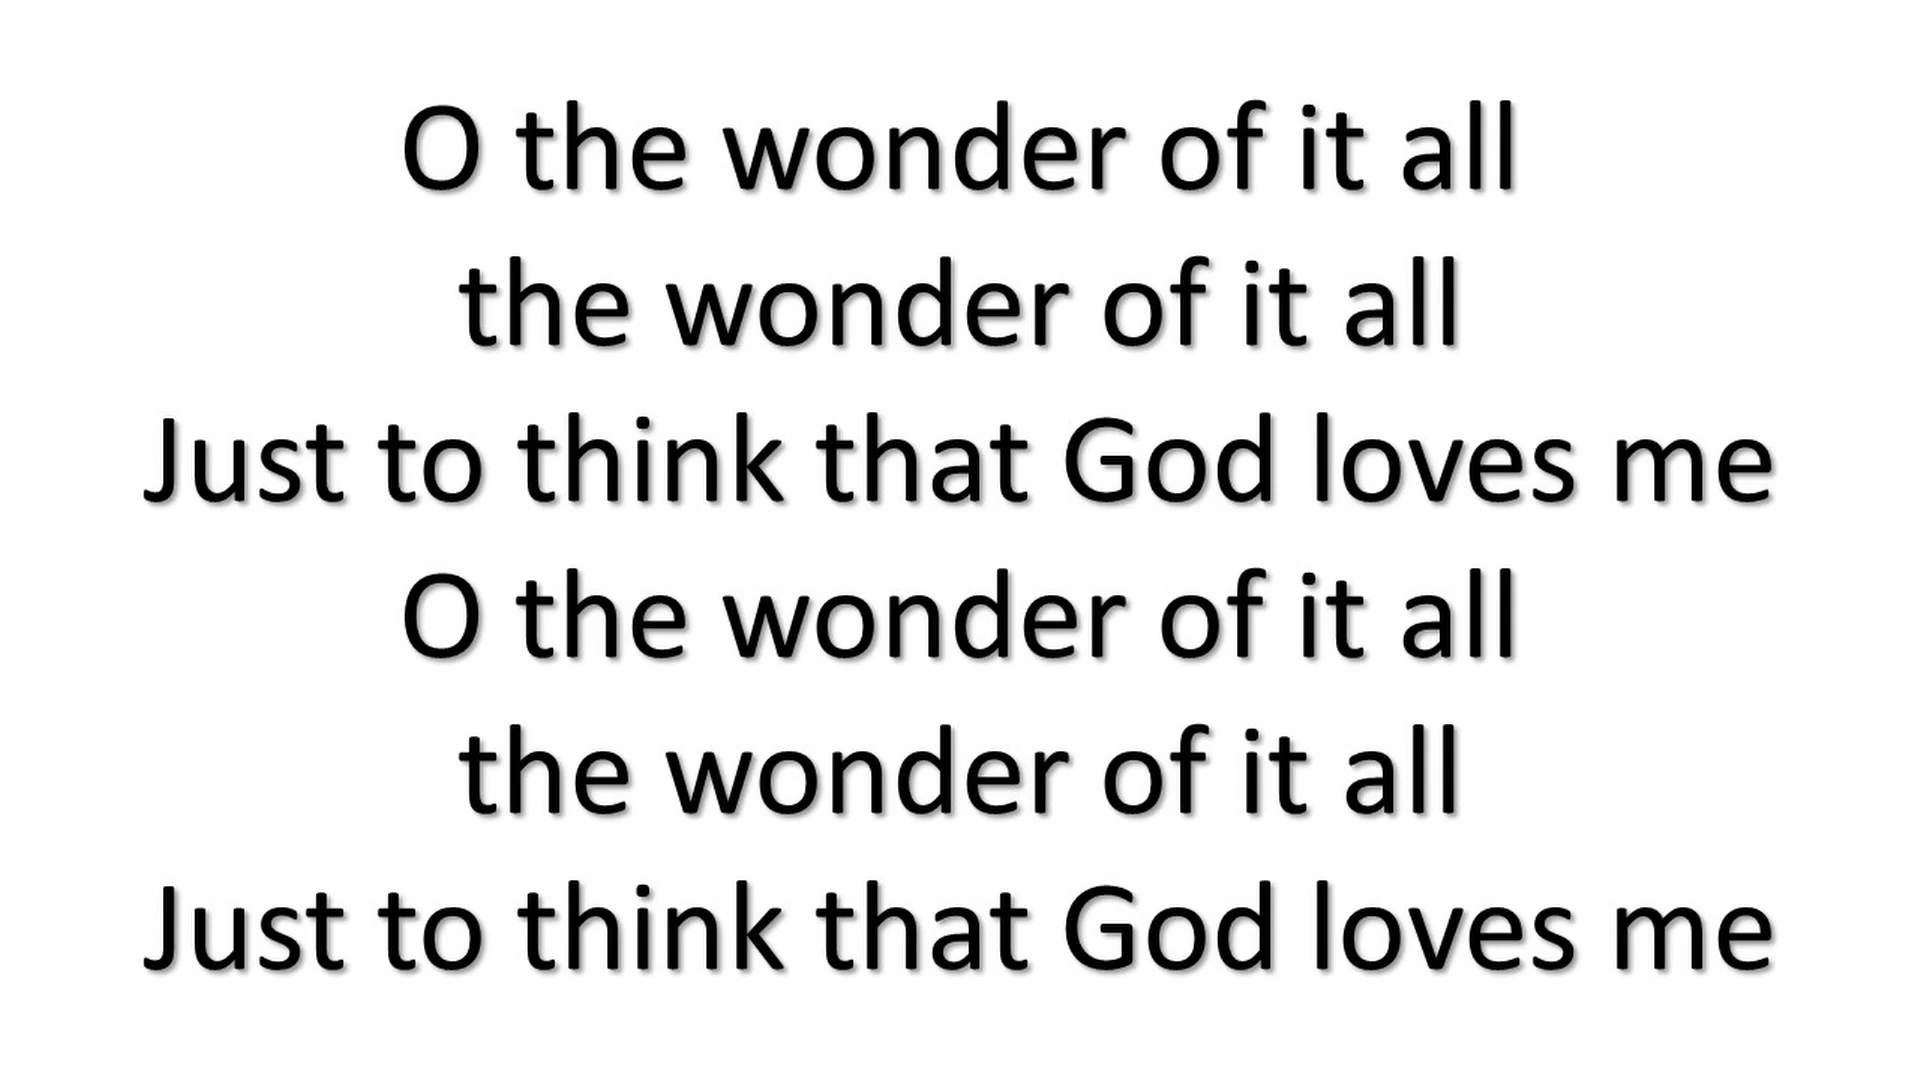 O the wonder of it all
the wonder of it all
Just to think that God loves me
O the wonder of it all
the wonder of it all
Just to think that God loves me